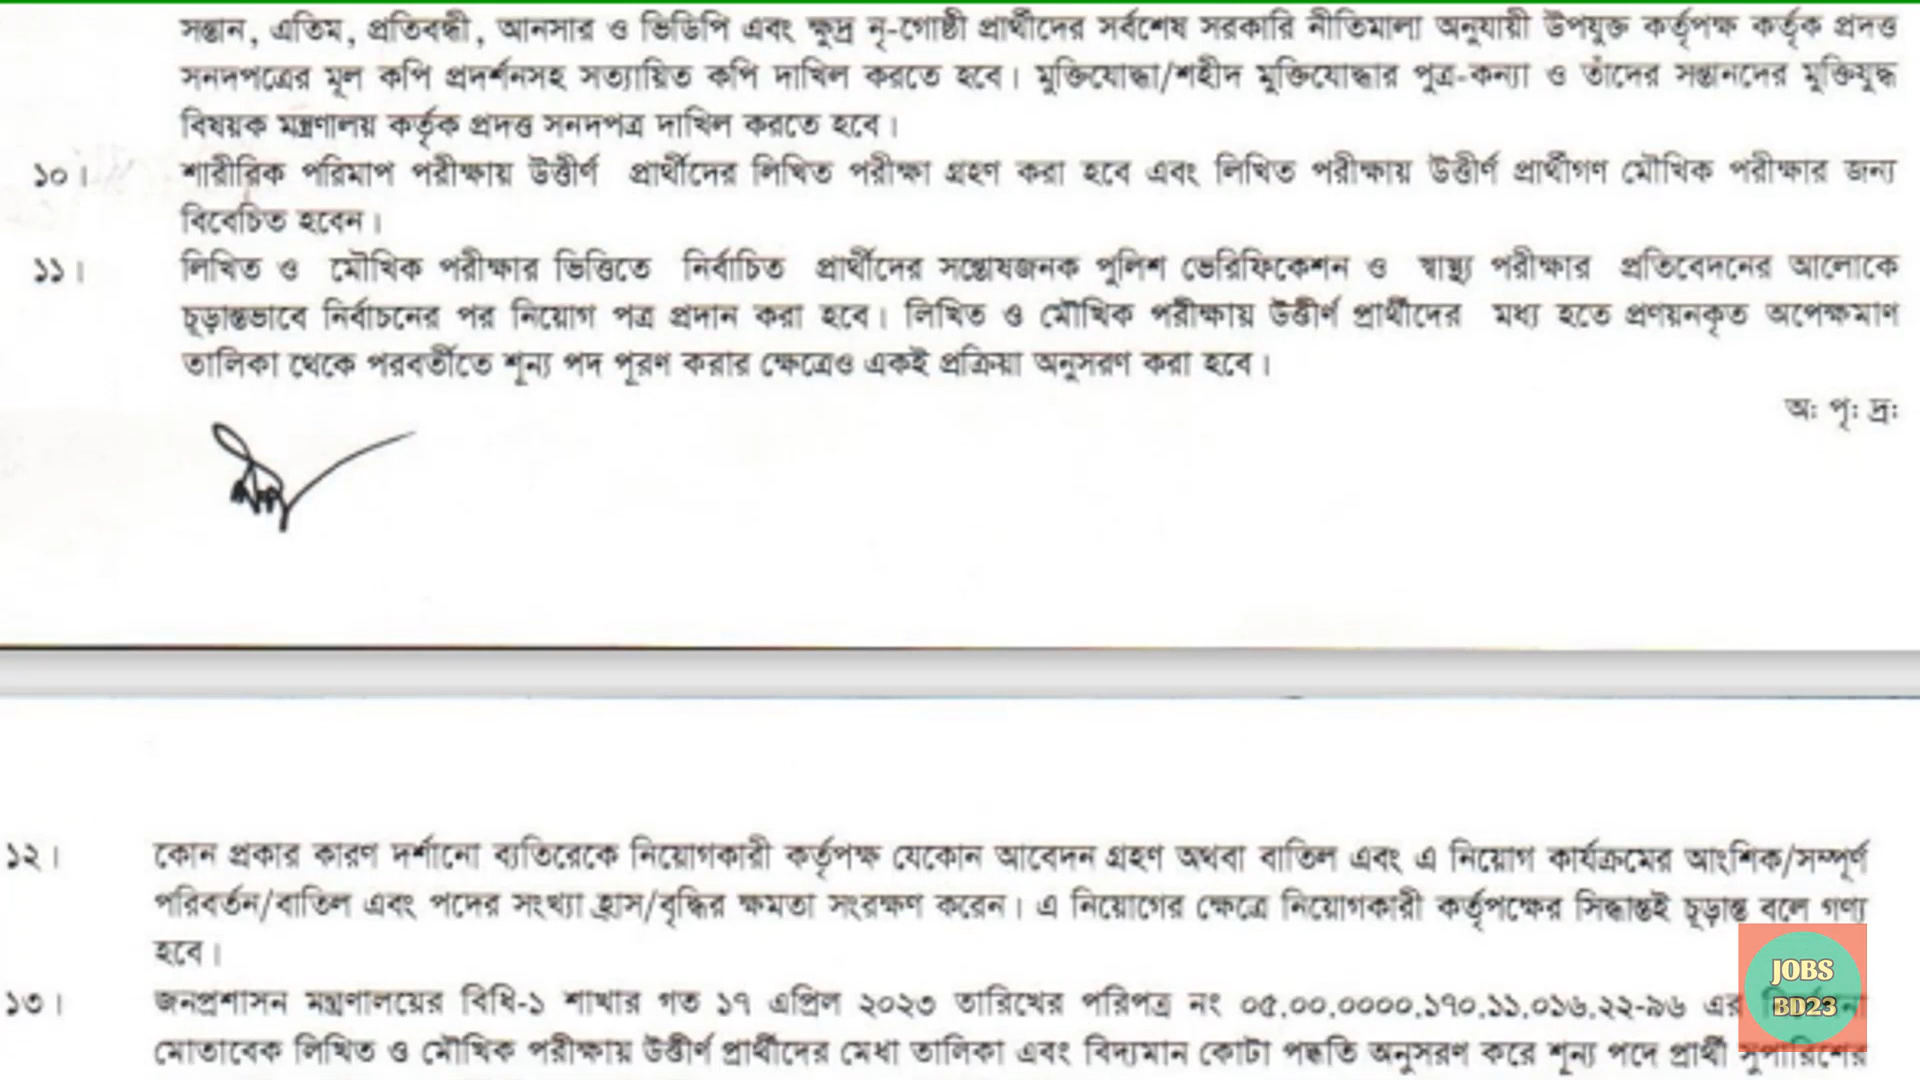 সন্তান, এতিম, প্রতিবন্ধী, আনসার ও ভিডিপি এবং ক্ষুদ্র নৃ-গোষ্ঠী প্রার্থীদের সর্বশেষ সরকারি নীতিমালা অনুযায়ী উপযুক্ত কর্তৃপক্ষ কর্তৃক প্রদত্ত
সনদপত্রের মূল কপি প্রদর্শনসহ সত্যায়িত কপি দাখিল করতে হবে। মুক্তিযোদ্ধা/শহীদ মুক্তিযোদ্ধার পুত্র-কন্যা ও তাঁদের সন্তানদের মুক্তিযুদ্ধ
বিষয়ক মন্ত্রণালয় কর্তৃক প্রদত্ত সনদপত্র দাখিল করতে হবে।
১০। শারীরিক পরিমাপ পরীক্ষায় উত্তীর্ণ প্রার্থীদের লিখিত পরীক্ষা গ্রহণ করা হবে এবং লিখিত পরীক্ষায় উত্তীর্ণ প্রার্থীগণ মৌখিক পরীক্ষার জন্য
বিবেচিত হবেন।
১১। লিখিত ও মৌখিক পরীক্ষার ভিত্তিতে নির্বাচিত প্রার্থীদের সন্তোষজনক পুলিশ ভেরিফিকেশন ও স্বাস্থ্য পরীক্ষার প্রতিবেদনের আলোকে
চূড়ান্তভাবে নির্বাচনের পর নিয়োগ পত্র প্রদান করা হবে। লিখিত ও মৌখিক পরীক্ষায় উত্তীর্ণ প্রার্থীদের মধ্য হতে প্রণয়নকৃত অপেক্ষমাণ
তালিকা থেকে পরবর্তীতে শূন্য পদ পূরণ করার ক্ষেত্রেও একই প্রক্রিয়া অনুসরণ করা হবে।
অ: পৃ: দ্র:
১২। কোন প্রকার কারণ দর্শানো ব্যতিরেকে নিয়োগকারী কর্তৃপক্ষ যেকোন আবেদন গ্রহণ অথবা বাতিল এবং এ নিয়োগ কার্যক্রমের আংশিক/সম্পূর্ণ
পরিবর্তন/বাতিল এবং পদের সংখ্যা হ্রাস/বৃদ্ধির ক্ষমতা সংরক্ষণ করেন। এ নিয়োগের ক্ষেত্রে নিয়োগকারী কর্তৃপক্ষের সিদ্ধান্তই চূড়ান্ত বলে গণ্য
হবে।
১৩। জনপ্রশাসন মন্ত্রণালয়ের বিধি-১ শাখার গত ১৭ এপ্রিল ২০২৩ তারিখের পরিপত্র নং ০৫.০০.০০০০.১৭০.১১.০১৬.২২-৯৬ এর
মোতাবেক লিখিত ও মৌখিক পরীক্ষায় উত্তীর্ণ প্রার্থীদের মেধা তালিকা এবং বিদ্যমান কোটা পদ্ধতি অনুসরণ করে শূন্য পদে প্রার্থী সুপারিশের
JOBS
BD23